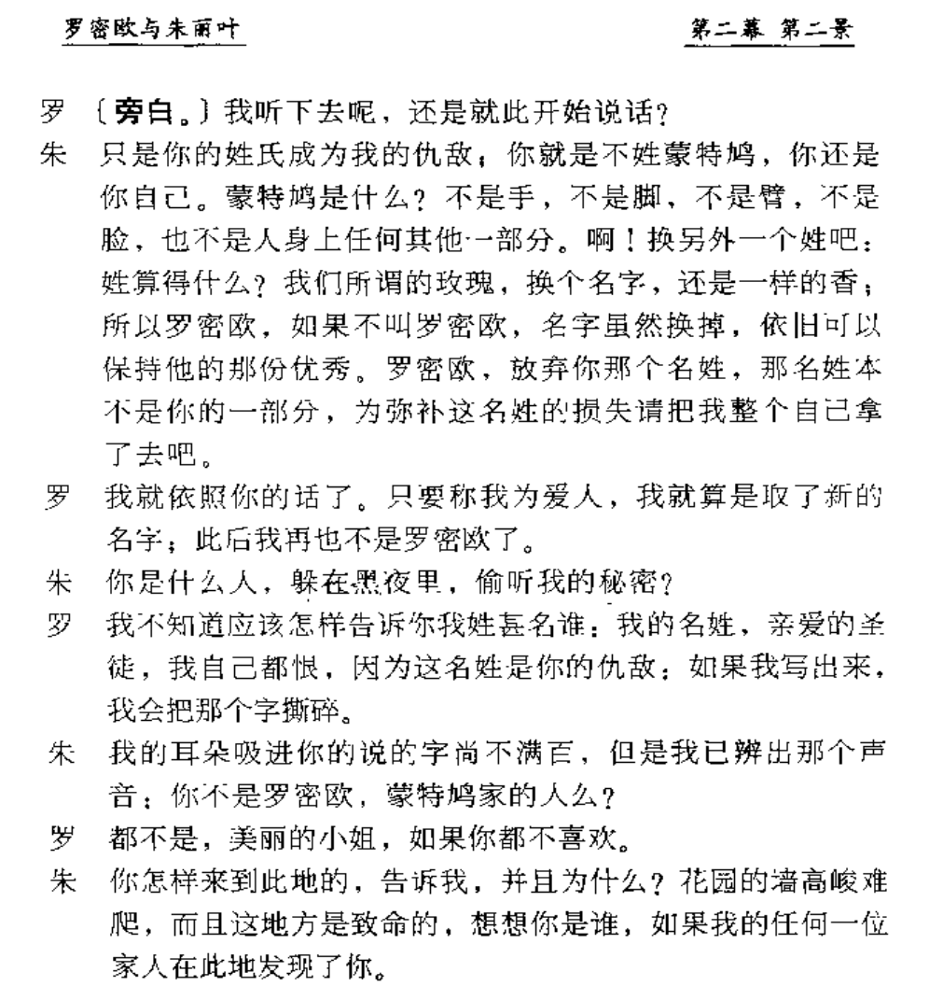 罗密欧与朱丽叶 第二幕 第二景
罗 〔旁白。〕我听下去呢，还是就此开始说话？
朱 只是你的姓氏成为我的仇敌；你就是不姓蒙特鸠，你还是
你自己。蒙特鸠是什么？不是手，不是脚，不是臂，不是
脸，也不是人身上任何其他一部分。啊！换另外一个姓吧：
姓算得什么？我们所谓的玫瑰，换个名字，还是一样的香；
所以罗密欧，如果不叫罗密欧，名字虽然换掉，依旧可以
保持他的那份优秀。罗密欧，放弃你那个名姓，那名姓本
不是你的一部分，为弥补这名姓的损失请把我整个自己拿
了去吧。
罗 我就依照你的话了。只要称我为爱人，我就算是取了新的
名字；此后我再也不是罗密欧了。
朱 你是什么人，躲在黑夜里，偷听我的秘密？
罗 我不知道应该怎样告诉你我姓甚名谁：我的名姓，亲爱的圣
徒，我自己都恨，因为这名姓是你的仇敌；如果我写出来，
我会把那个字撕碎。
朱 我的耳朵吸进你的说的字尚不满百，但是我已辨出那个声
音；你不是罗密欧，蒙特鸠家的人么？
罗 都不是，美丽的小姐，如果你都不喜欢。
朱 你怎样来到此地的，告诉我，并且为什么？花园的墙高峻难
爬，而且这地方是致命的，想想你是谁，如果我的任何一位
家人在此地发现了你。